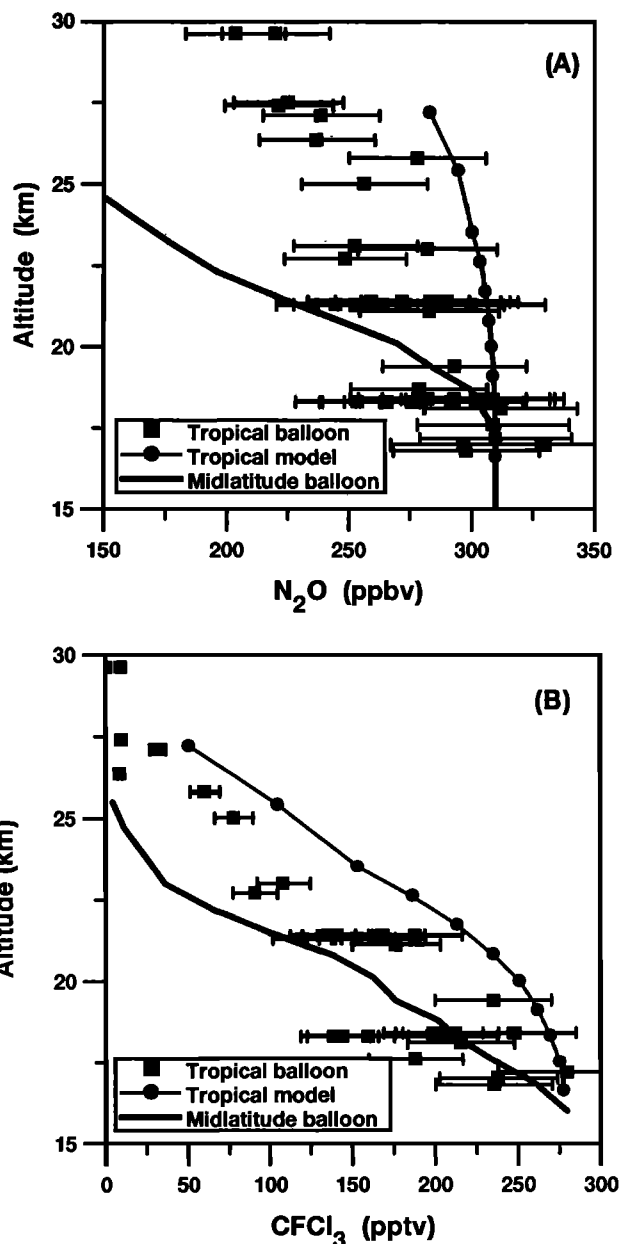 30
(A)
25
Altitude (km)
20
Tropical balloon
Tropical model
Midlatitude balloon
15
150 200 250 300 350
N2O (ppbv)
30
(B)
25
Altitude (km)
20
Tropical balloon
Tropical model
Midlatitude balloon
15
0 50 100 150 200 250 300
CFCl3 (pptv)